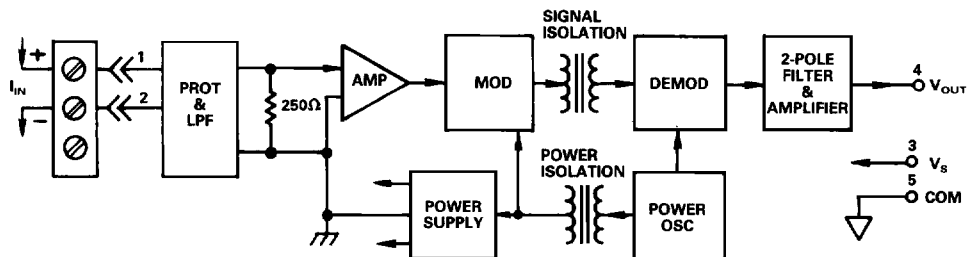 SIGNAL
ISOLATION
+
I_IN
–
1
2
PROT
&
LPF
250Ω
AMP
MOD
DEMOD
2-POLE
FILTER
&
AMPLIFIER
4
V_OUT
3
V_S
5
COM
POWER
ISOLATION
POWER
SUPPLY
POWER
OSC